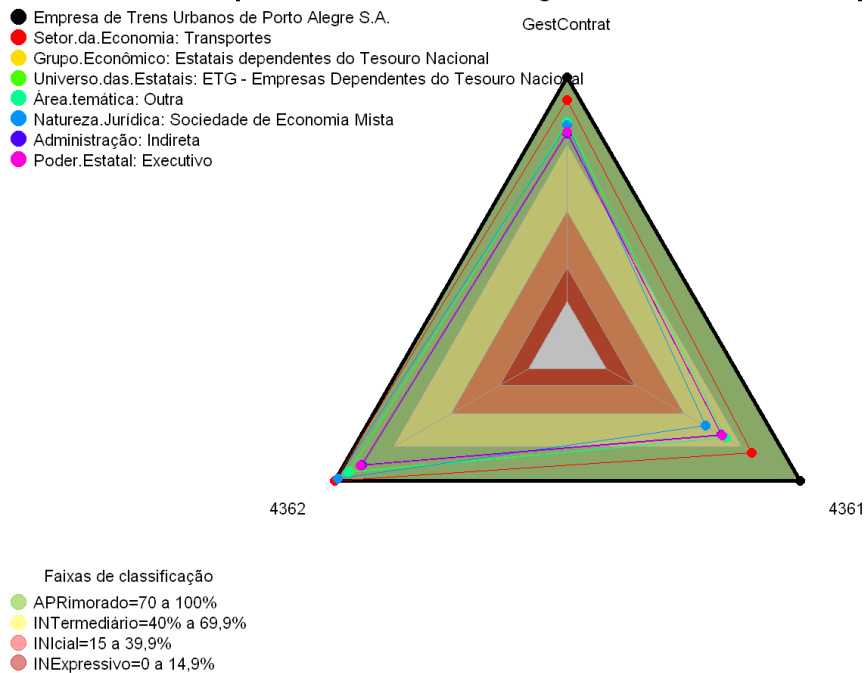 Empresa de Trens Urbanos de Porto Alegre S.A.
Setor.da.Economia: Transportes
Grupo.Econômico: Estatais dependentes do Tesouro Nacional
Universo.das.Estatais: ETG - Empresas Dependentes do Tesouro Nacional
Área.temática: Outra
Natureza.Jurídica: Sociedade de Economia Mista
Administração: Indireta
Poder.Estatal: Executivo
GestContrat
4362
4361
Faixas de classificação
APRimorado=70 a 100%
INTermediário=40% a 69,9%
INIcial=15 a 39,9%
INExpressivo=0 a 14,9%